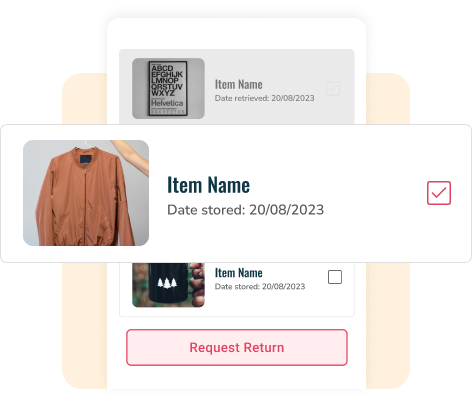 ABCD
EFGHIJK
LMNOP
QRSTUV
WXYZ
Helvetica
Item Name
Date retrieved: 20/08/2023
Item Name
Date stored: 20/08/2023
Item Name
Date stored: 20/08/2023
Request Return